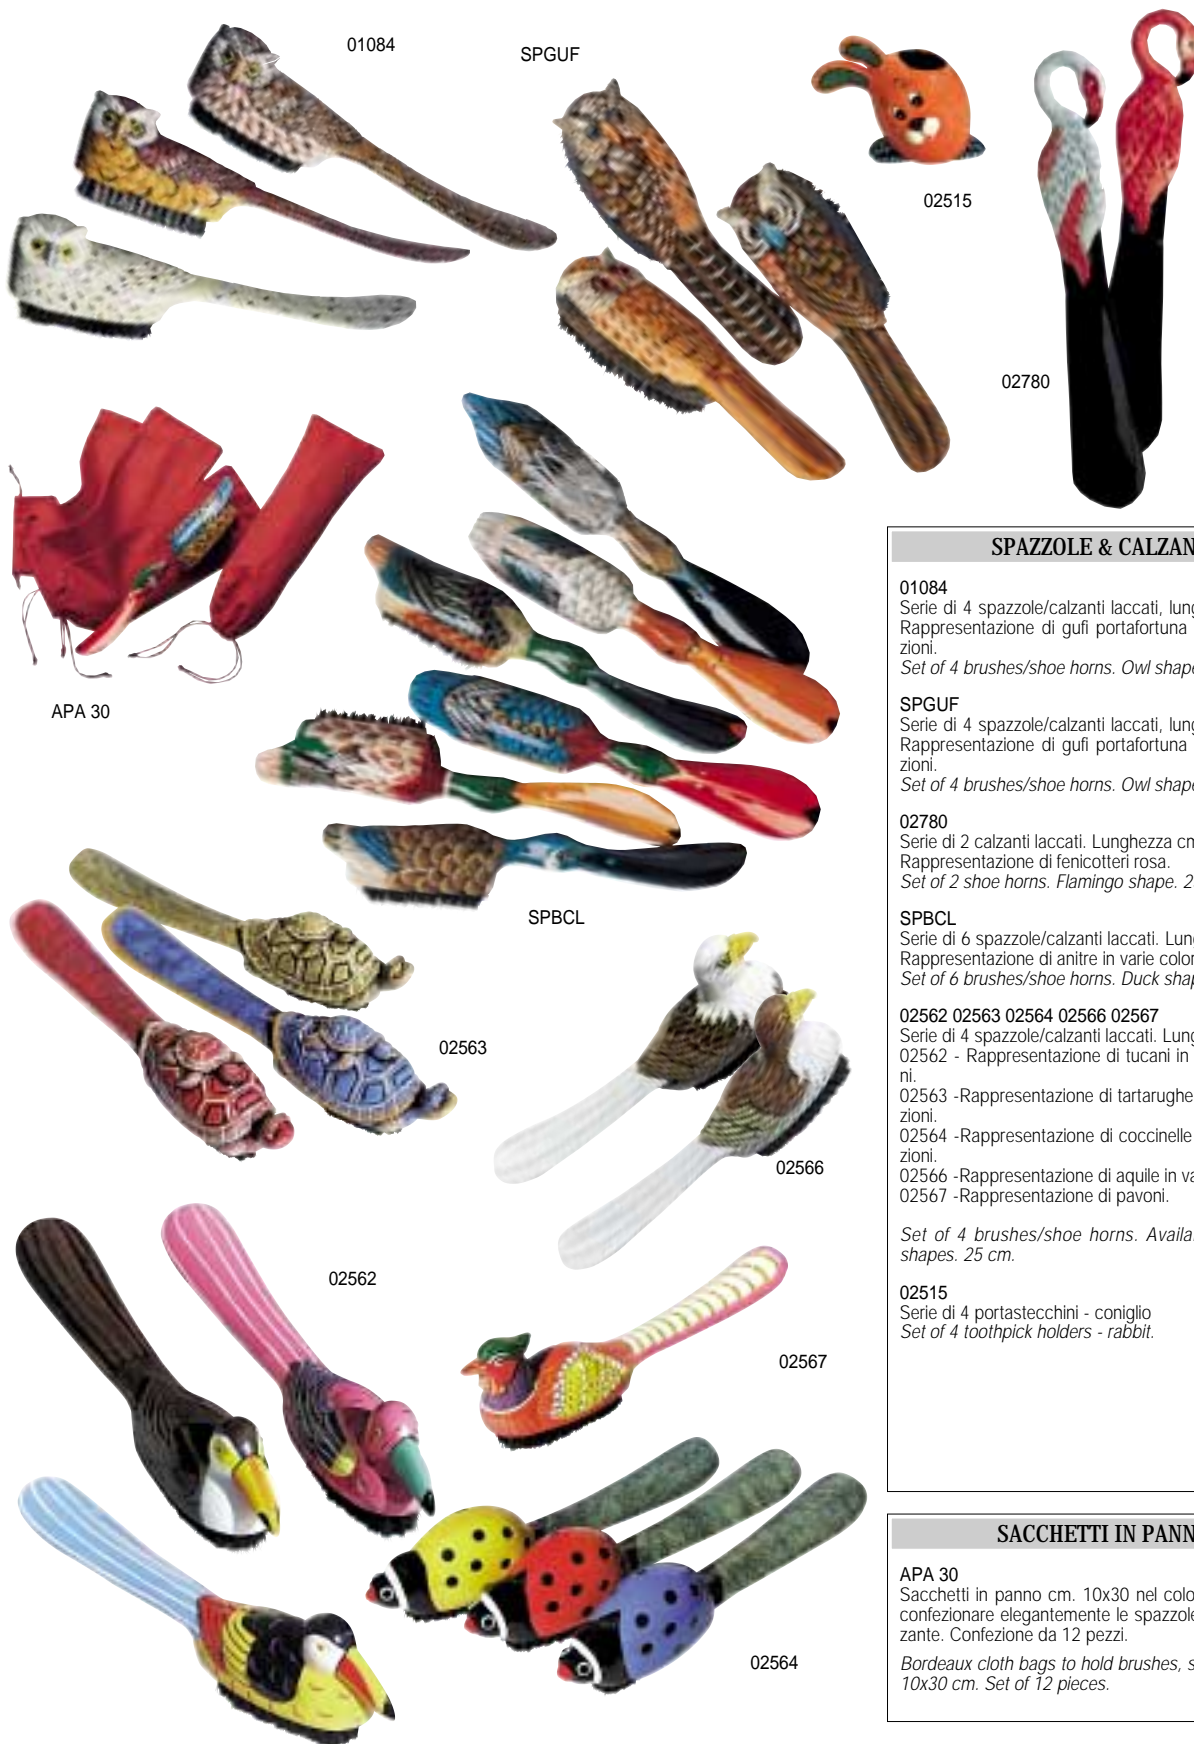 01084
SPGUF
02515
02780
APA 30
SPBCL
02563
02566
02562
02567
02564
SPAZZOLE & CALZAN
01084
Serie di 4 spazzole/calzanti laccati, lung
Rappresentazione di gufi portafortuna
zioni.
Set of 4 brushes/shoe horns. Owl shape
SPGUF
Serie di 4 spazzole/calzanti laccati, lung
Rappresentazione di gufi portafortuna
zioni.
Set of 4 brushes/shoe horns. Owl shape
02780
Serie di 2 calzanti laccati. Lunghezza cm
Rappresentazione di fenicotteri rosa.
Set of 2 shoe horns. Flamingo shape. 2
SPBCL
Serie di 6 spazzole/calzanti laccati. Lun
Rappresentazione di anitre in varie color
Set of 6 brushes/shoe horns. Duck shap
02562 02563 02564 02566 02567
Serie di 4 spazzole/calzanti laccati. Lung
02562 - Rappresentazione di tucani in
ni.
02563 -Rappresentazione di tartarughe
zioni.
02564 -Rappresentazione di coccinelle
zioni.
02566 -Rappresentazione di aquile in va
02567 -Rappresentazione di pavoni.
Set of 4 brushes/shoe horns. Availa
shapes. 25 cm.
02515
Serie di 4 portastecchini - coniglio
Set of 4 toothpick holders - rabbit.
SACCHETTI IN PANN
APA 30
Sacchetti in panno cm. 10x30 nel colo
confezionare elegantemente le spazzole
zante. Confezione da 12 pezzi.
Bordeaux cloth bags to hold brushes, s
10x30 cm. Set of 12 pieces.